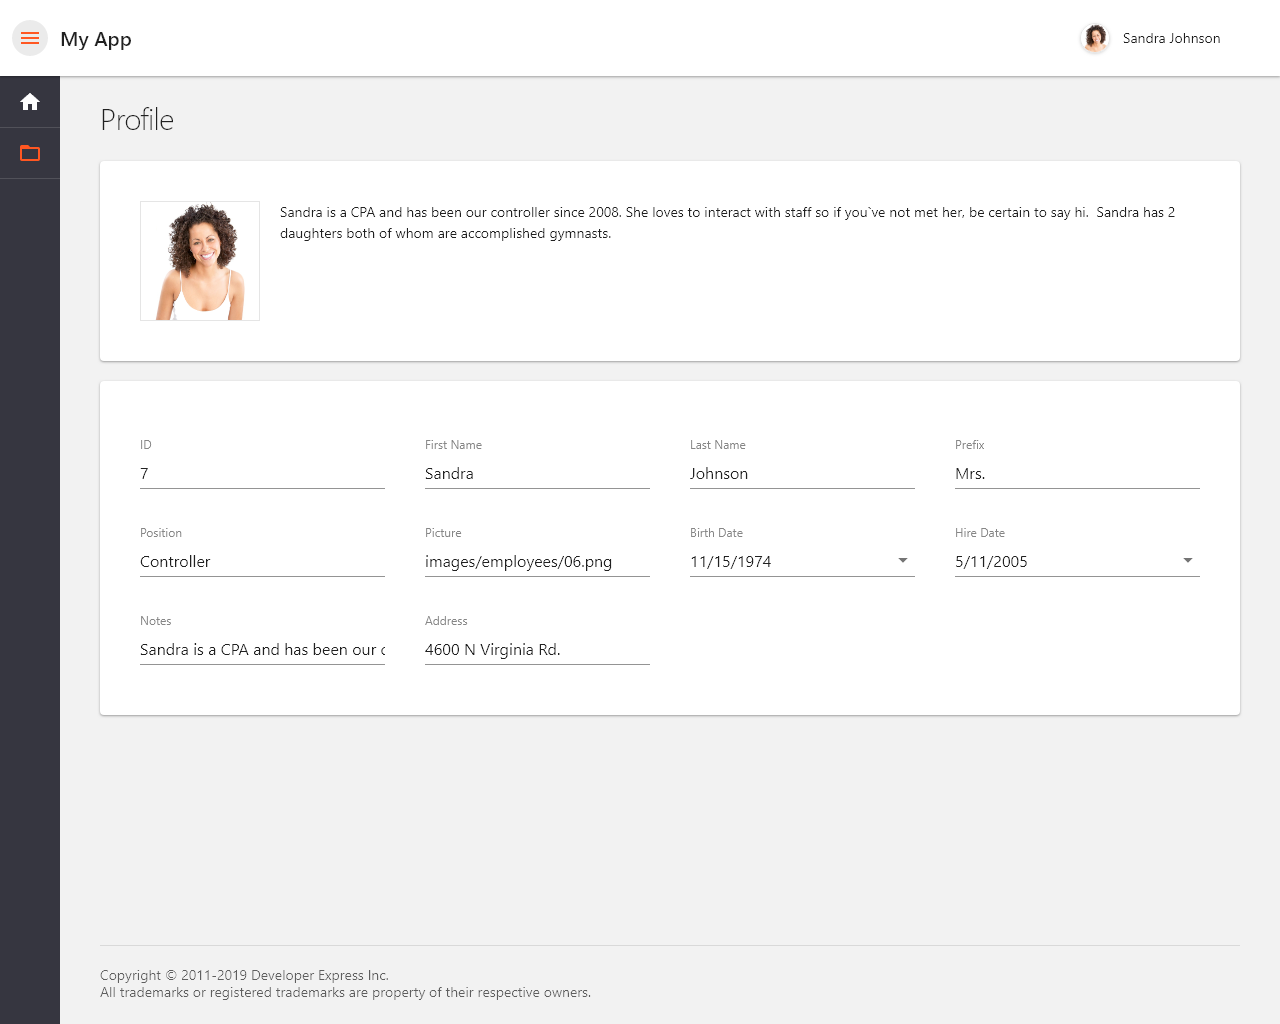 My App
Sandra Johnson
Profile
Sandra is a CPA and has been our controller since 2008. She loves to interact with staff so if you`ve not met her, be certain to say hi.  Sandra has 2
daughters both of whom are accomplished gymnasts.
ID
First Name
Last Name
Prefix
7
Sandra
Johnson
Mrs.
Position
Picture
Birth Date
Hire Date
Controller
images/employees/06.png
11/15/1974
5/11/2005
Notes
Address
Sandra is a CPA and has been our
4600 N Virginia Rd.
Copyright © 2011-2019 Developer Express Inc.
All trademarks or registered trademarks are property of their respective owners.